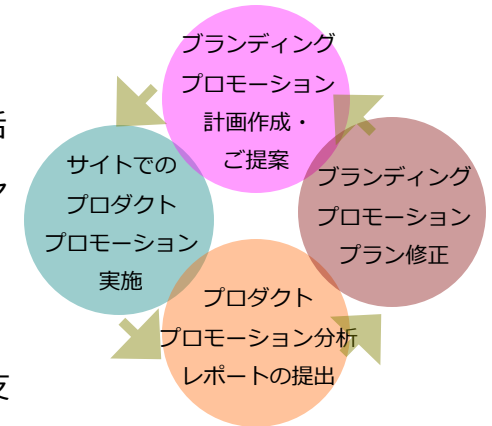 ブランディング
プロモーション
計画作成・
ご提案
サイトでの
プロダクト
プロモーション
実施
ブランディング
プロモーション
プラン修正
プロダクト
プロモーション分析
レポートの提出